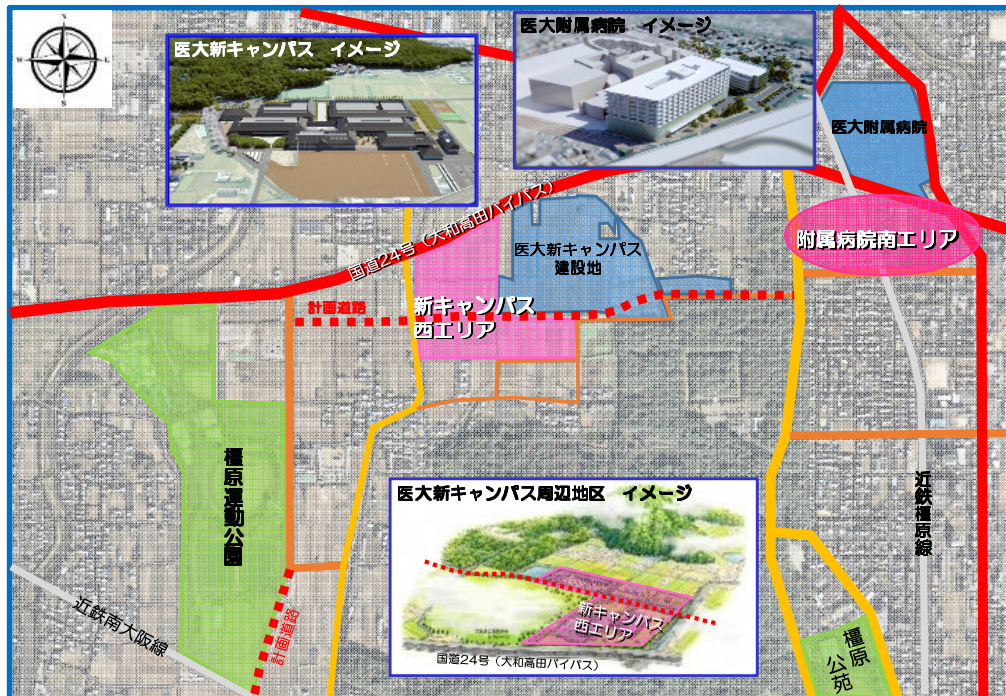 N
W
E
S
医大新キャンパス イメージ
医大附属病院 イメージ
医大附属病院
国道24号（大和高田バイパス）
医大新キャンパス
建設地
附属病院南エリア
計画道路
新キャンパス
西エリア
橿原運動公園
医大新キャンパス周辺地区 イメージ
新キャンパス
西エリア
国道24号（大和高田バイパス）
近鉄橿原線
近鉄南大阪線
計画道路
橿原
公苑